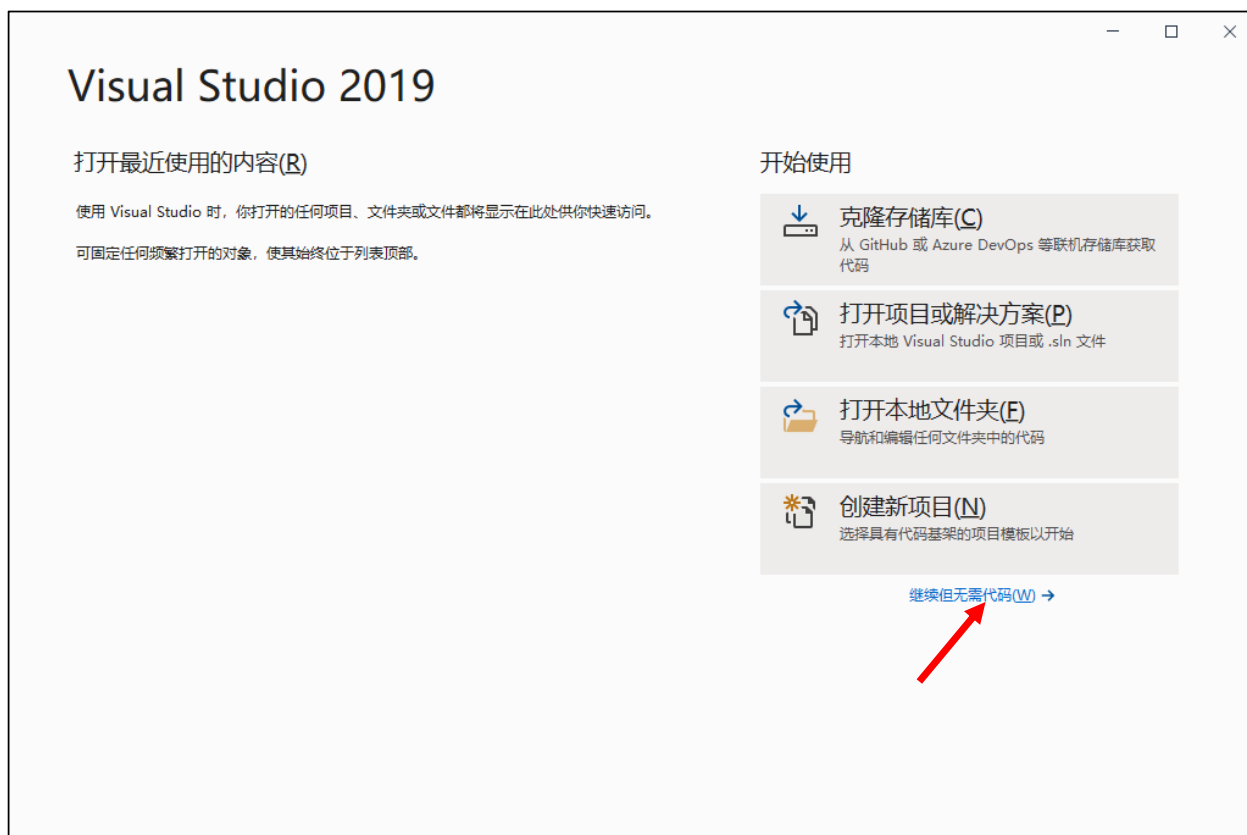 Visual Studio 2019
打开最近使用的内容(R)
使用 Visual Studio 时，你打开的任何项目、文件夹或文件都将显示在此处供你快速访问。
可固定任何频繁打开的对象，使其始终位于列表顶部。
开始使用
克隆存储库(C)
从 GitHub 或 Azure DevOps 等联机存储库获取
代码
打开项目或解决方案(P)
打开本地 Visual Studio 项目或 .sln 文件
打开本地文件夹(F)
导航和编辑任何文件夹中的代码
创建新项目(N)
选择具有代码基架的项目模板以开始
继续但无需代码(W) →